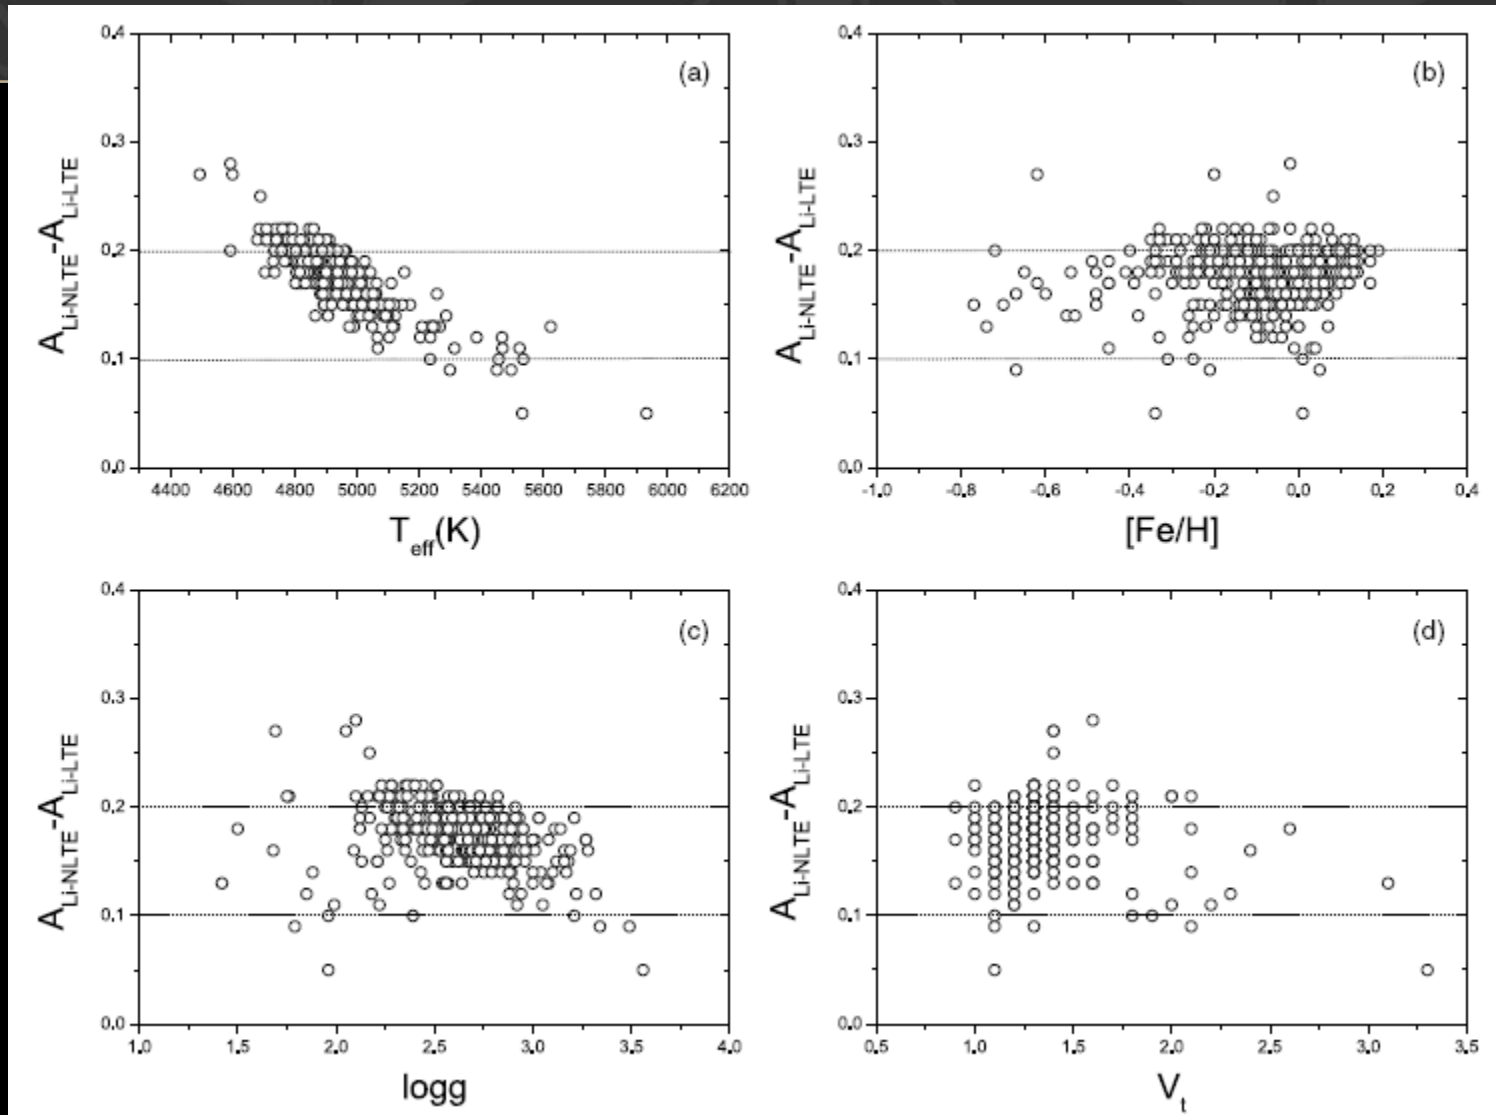 0.4
(a)
0.3
0.2
0.1
0.0
A_Li-NLTE-A_Li-LTE
4400 4600 4800 5000 5200 5400 5600 5800 6000 6200
T_eff(K)
0.4
(b)
0.3
0.2
0.1
0.0
A_Li-NLTE-A_Li-LTE
-1.0 -0.8 -0.6 -0.4 -0.2 0.0 0.2 0.4
[Fe/H]
0.4
(c)
0.3
0.2
0.1
0.0
A_Li-NLTE-A_Li-LTE
1.0 1.5 2.0 2.5 3.0 3.5 4.0
logg
0.4
(d)
0.3
0.2
0.1
0.0
A_Li-NLTE-A_Li-LTE
0.5 1.0 1.5 2.0 2.5 3.0 3.5
V_t